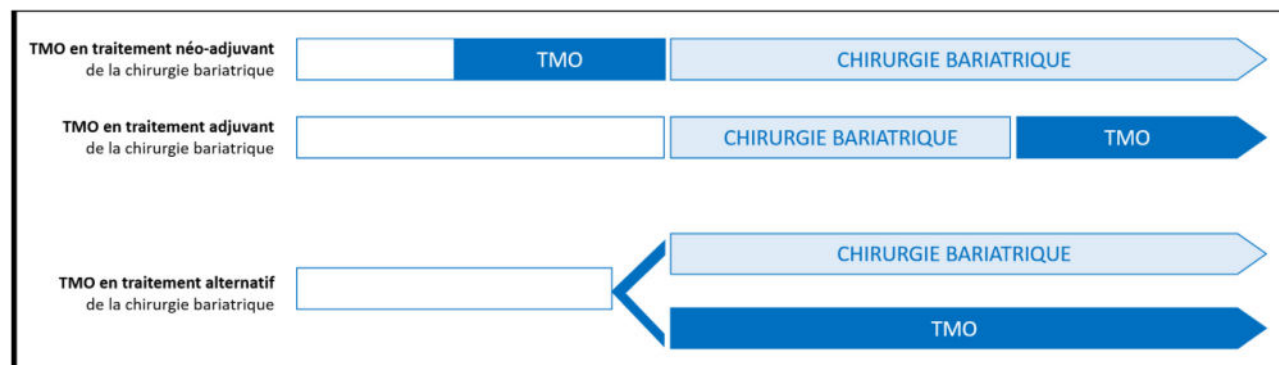 TMO en traitement néo-adjuvant
de la chirurgie bariatrique
TMO
CHIRURGIE BARIATRIQUE
TMO en traitement adjuvant
de la chirurgie bariatrique
CHIRURGIE BARIATRIQUE
TMO
TMO en traitement alternatif
de la chirurgie bariatrique
CHIRURGIE BARIATRIQUE
TMO